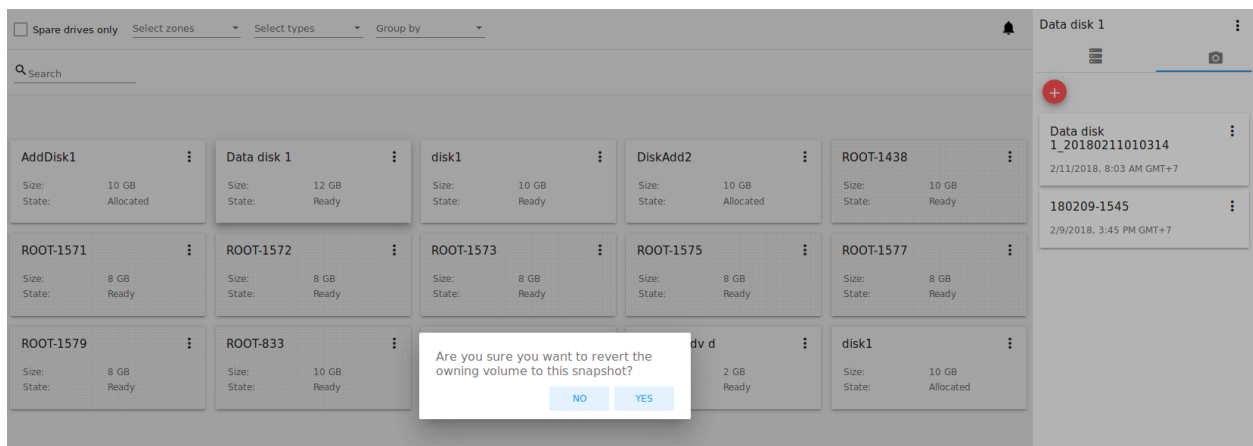 Spare drives only Select zones Select types Group by
Search
Data disk 1
AddDisk1
Size: 10 GB
State: Allocated
Data disk 1
Size: 12 GB
State: Ready
disk1
Size: 10 GB
State: Ready
DiskAdd2
Size: 10 GB
State: Allocated
ROOT-1438
Size: 10 GB
State: Ready
ROOT-1571
Size: 8 GB
State: Ready
ROOT-1572
Size: 8 GB
State: Ready
ROOT-1573
Size: 8 GB
State: Ready
ROOT-1575
Size: 8 GB
State: Ready
ROOT-1577
Size: 8 GB
State: Ready
ROOT-1579
Size: 8 GB
State: Ready
ROOT-833
Size: 10 GB
State: Ready
Are you sure you want to revert the
owning volume to this snapshot?
NO YES
dv d
2 GB
Ready
disk1
Size: 10 GB
State: Allocated
Data disk
1_20180211010314
2/11/2018, 8:03 AM GMT+7
180209-1545
2/9/2018, 3:45 PM GMT+7